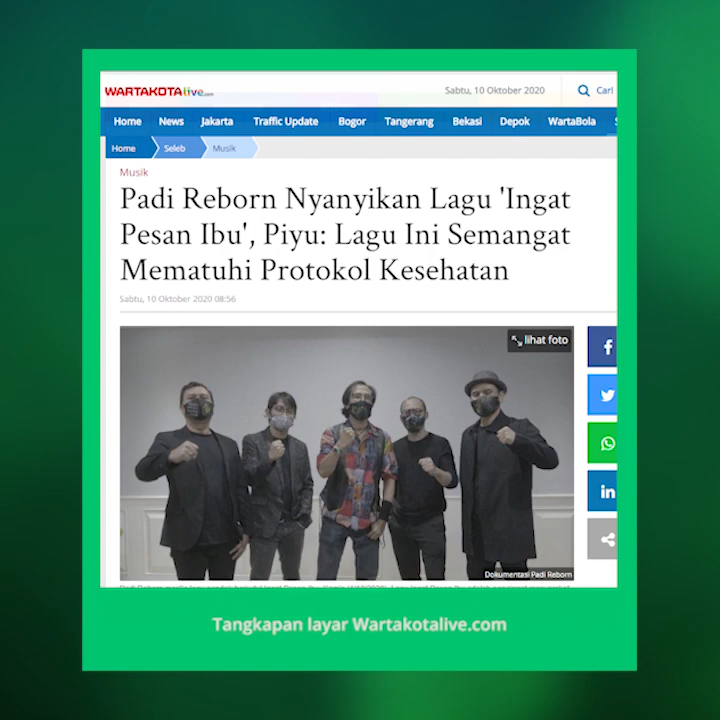 WARTAKOTAlive.com
Sabtu, 10 Oktober 2020
Cari
Home News Jakarta Traffic Update Bogor Tangerang Bekasi Depok WartaBola
Home Seleb Musik
Musik
Padi Reborn Nyanyikan Lagu 'Ingat
Pesan Ibu', Piyu: Lagu Ini Semangat
Mematuhi Protokol Kesehatan
Sabtu, 10 Oktober 2020 08:56
lihat foto
Dokumentasi Padi Reborn
Tangkapan layar Wartakotalive.com